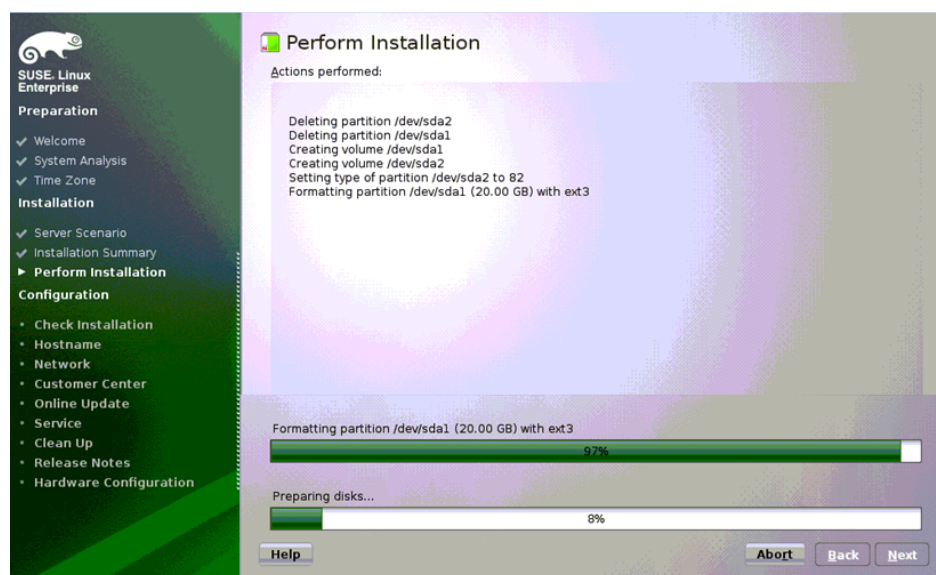 SUSE. Linux
Enterprise
Preparation
Welcome
System Analysis
Time Zone
Installation
Server Scenario
Installation Summary
Perform Installation
Configuration
Check Installation
Hostname
Network
Customer Center
Online Update
Service
Clean Up
Release Notes
Hardware Configuration
Perform Installation
Actions performed:
Deleting partition /dev/sda2
Deleting partition /dev/sda1
Creating volume /dev/sda1
Creating volume /dev/sda2
Setting type of partition /dev/sda2 to 82
Formatting partition /dev/sda1 (20.00 GB) with ext3
Formatting partition /dev/sda1 (20.00 GB) with ext3
97%
Preparing disks...
8%
Help Abort Back Next